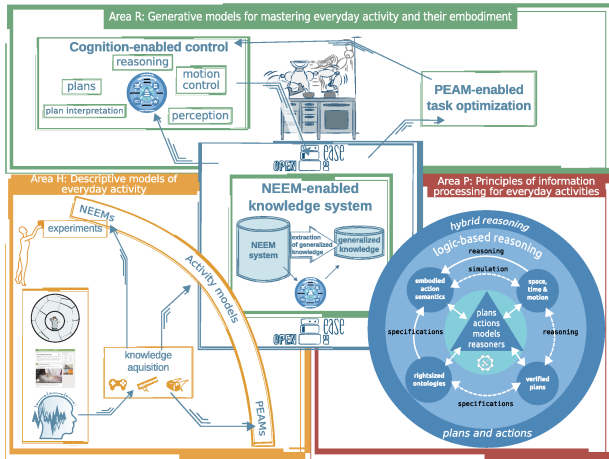 Area R: Generative models for mastering everyday activity and their embodiment
Cognition-enabled control
reasoning
plans
motion
control
plan interpretation
perception
PEAM-enabled
task optimization
OPEN ease
Area H: Descriptive models of
everyday activity
NEEMs
experiments
Activity models
PEAMs
knowledge
aquisition
NEEM-enabled
knowledge system
NEEM
system
extraction
of generalized
knowledge
generalized
knowledge
OPEN ease
Area P: Principles of information
processing for everyday activities
hybrid reasoning
logic-based reasoning
reasoning
simulation
embodied
action
semantics
space,
time &
motion
plans
actions
models
reasoners
specifications
reasoning
rightsized
ontologies
verified
plans
specifications
plans and actions